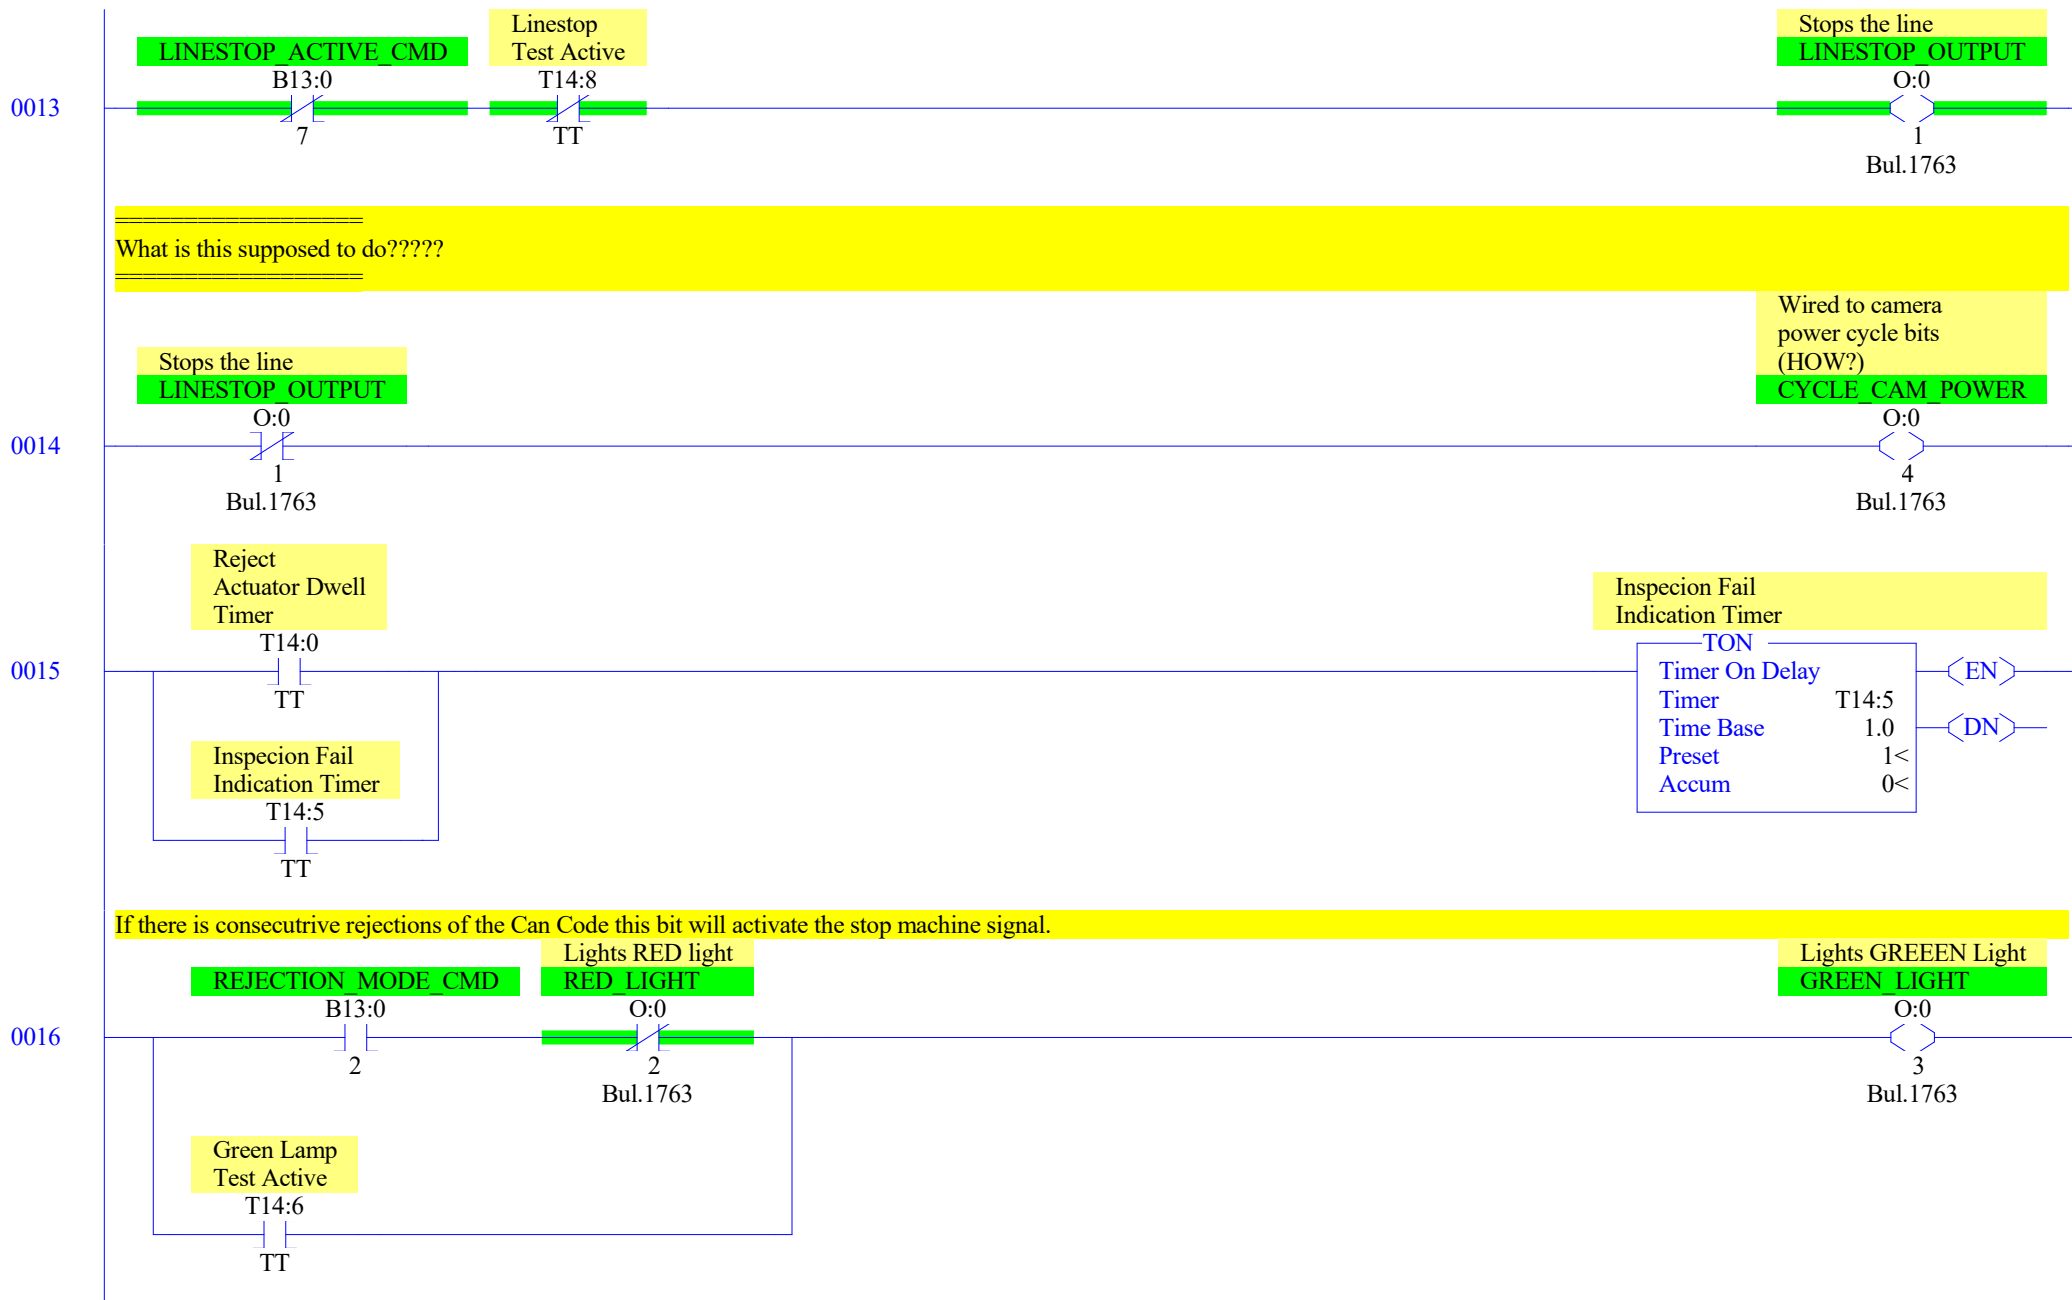 Linestop
Test Active
LINESTOP_ACTIVE_CMD
B13:0
T14:8
7
TT
Stops the line
LINESTOP_OUTPUT
O:0
1
Bul.1763
0013
==================
What is this supposed to do?????
==================
Stops the line
LINESTOP_OUTPUT
O:0
1
Bul.1763
Wired to camera
power cycle bits
(HOW?)
CYCLE_CAM_POWER
O:0
4
Bul.1763
0014
Reject
Actuator Dwell
Timer
T14:0
TT
Inspecion Fail
Indication Timer
T14:5
TT
Inspecion Fail
Indication Timer
TON
Timer On Delay
Timer T14:5
Time Base 1.0
Preset 1<
Accum 0<
EN
DN
0015
If there is consecutrive rejections of the Can Code this bit will activate the stop machine signal.
REJECTION_MODE_CMD
B13:0
2
Lights RED light
RED_LIGHT
O:0
2
Bul.1763
Lights GREEEN Light
GREEN_LIGHT
O:0
3
Bul.1763
0016
Green Lamp
Test Active
T14:6
TT